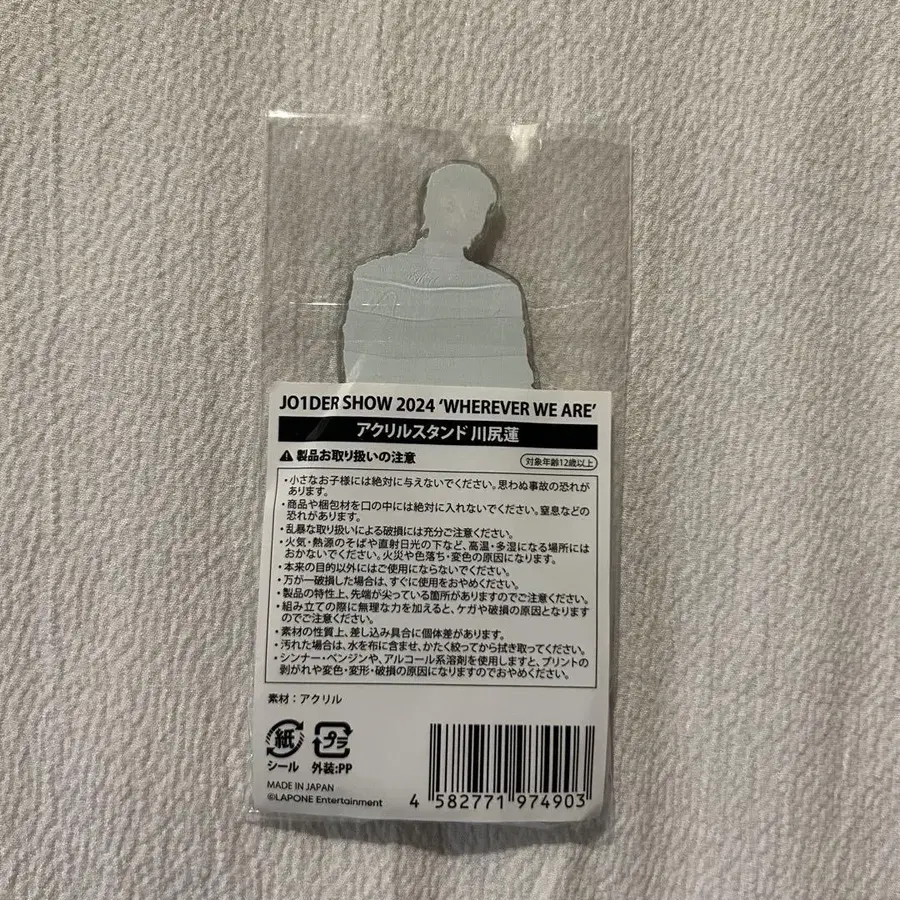 JO1DER SHOW 2024 ‘WHEREVER WE ARE’
アクリルスタンド 川尻蓮
⚠ 製品お取り扱いの注意
対象年齢12歳以上
・小さなお子様には絶対に与えないでください。思わぬ事故の恐れが
あります。
・商品や梱包材を口の中には絶対に入れないでください。窒息などの
恐れがあります。
・乱暴な取り扱いによる破損には充分ご注意ください。
・火気・熱源のそばや直射日光の下など、高温・多湿になる場所には
おかないでください。火災や色落ち・変色の原因になります。
・本来の目的以外にはご使用にならないでください。
・万が一破損した場合は、すぐに使用をおやめください。
・製品の特性上、先端が尖っている箇所がありますのでご注意ください。
・組み立ての際に無理な力を加えると、ケガや破損の原因となります
のでご注意ください。
・素材の性質上、差し込み具合に個体差があります。
・汚れた場合は、水を布に含ませ、かたく絞ってから拭き取ってください。
・シンナー・ベンジンや、アルコール系溶剤を使用しますと、プリントの
剥がれや変色・変形・破損の原因になりますのでおやめください。
素材：アクリル
紙
プラ
シール
外装:PP
MADE IN JAPAN
©LAPONE Entertainment
4 582771 974903